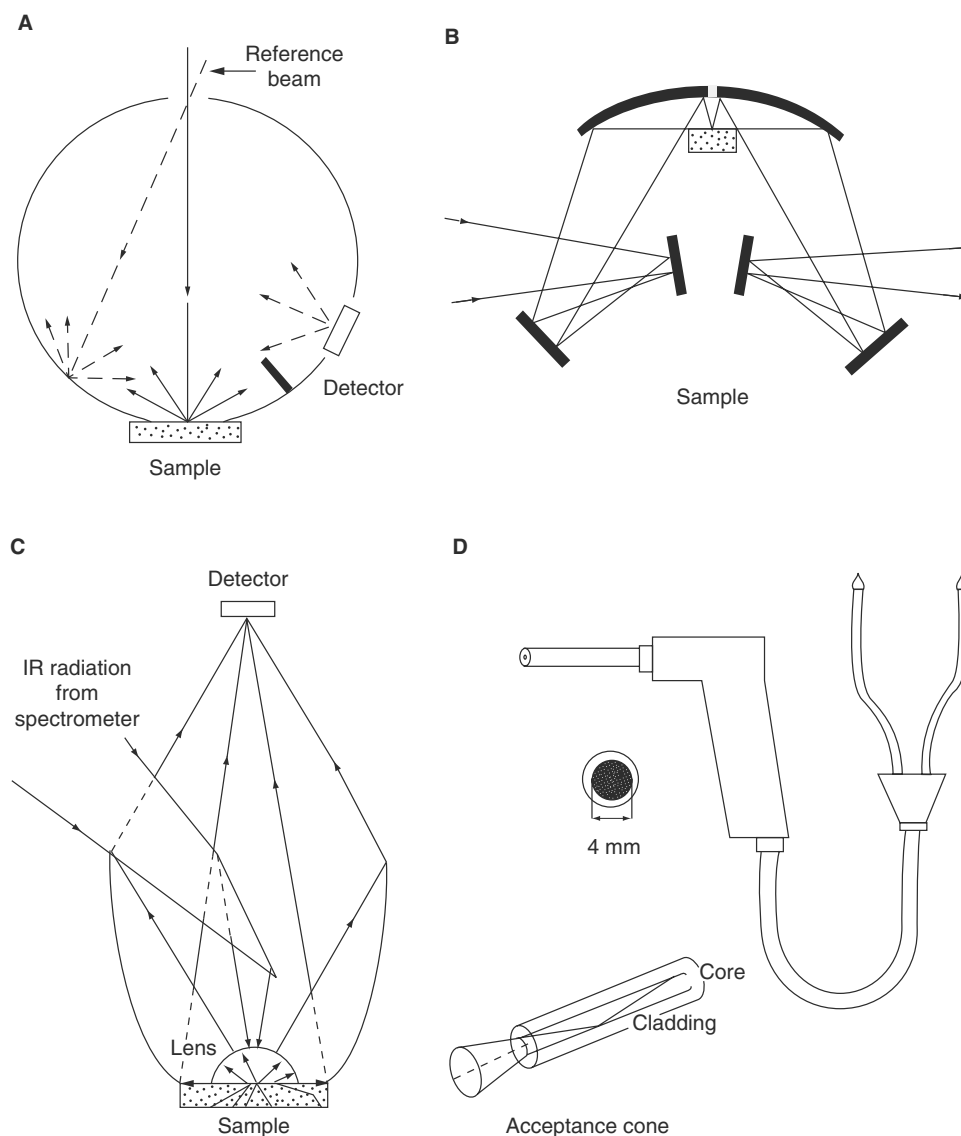 A
Reference
beam
Detector
Sample
B
Sample
C
Detector
IR radiation
from
spectrometer
Lens
Sample
D
4 mm
Core
Cladding
Acceptance cone